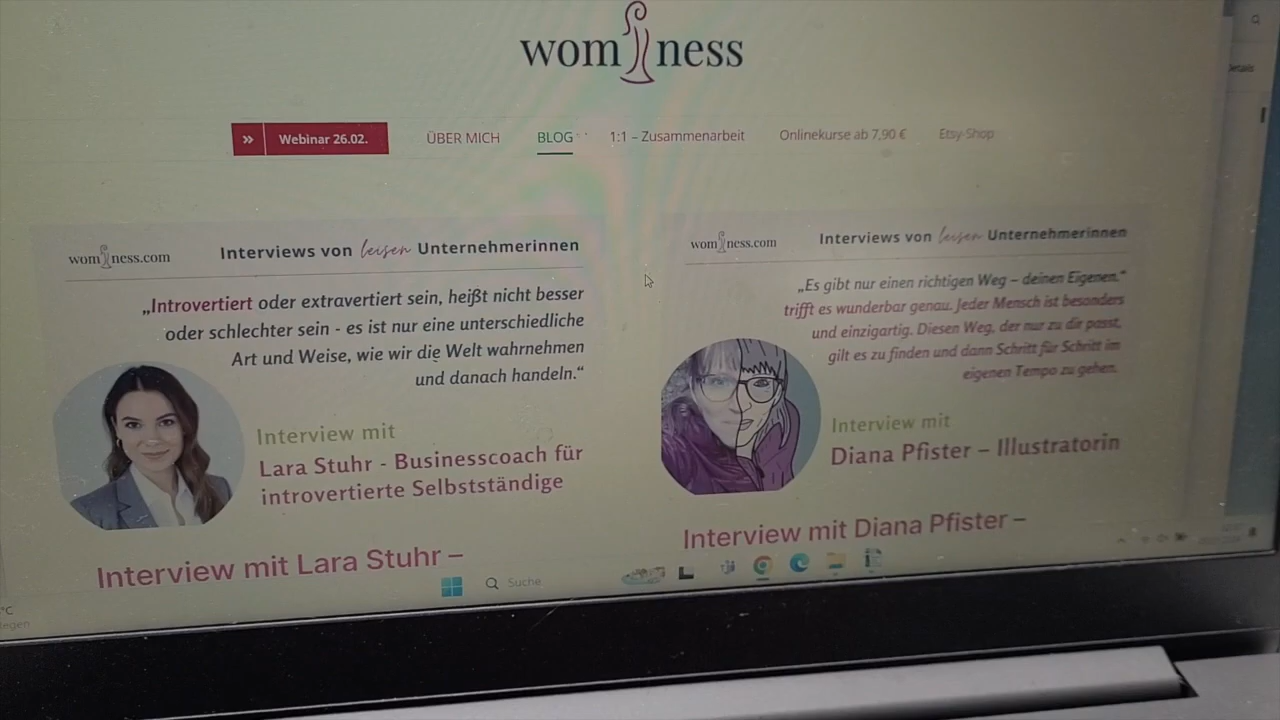 womness
Details
» Webinar 26.02. ÜBER MICH BLOG 1:1 – Zusammenarbeit Onlinekurse ab 7,90 € Etsy-Shop
womness.com Interviews von leisen Unternehmerinnen
„Introvertiert oder extravertiert sein, heißt nicht besser
oder schlechter sein - es ist nur eine unterschiedliche
Art und Weise, wie wir die Welt wahrnehmen
und danach handeln.“
Interview mit
Lara Stuhr - Businesscoach für
introvertierte Selbstständige
Interview mit Lara Stuhr –
womness.com Interviews von leisen Unternehmerinnen
„Es gibt nur einen richtigen Weg – deinen Eigenen.“
trifft es wunderbar genau. Jeder Mensch ist besonders
und einzigartig. Diesen Weg, der nur zu dir passt,
gilt es zu finden und dann Schritt für Schritt im
eigenen Tempo zu gehen.
Interview mit
Diana Pfister – Illustratorin
Interview mit Diana Pfister –
Suche
°C